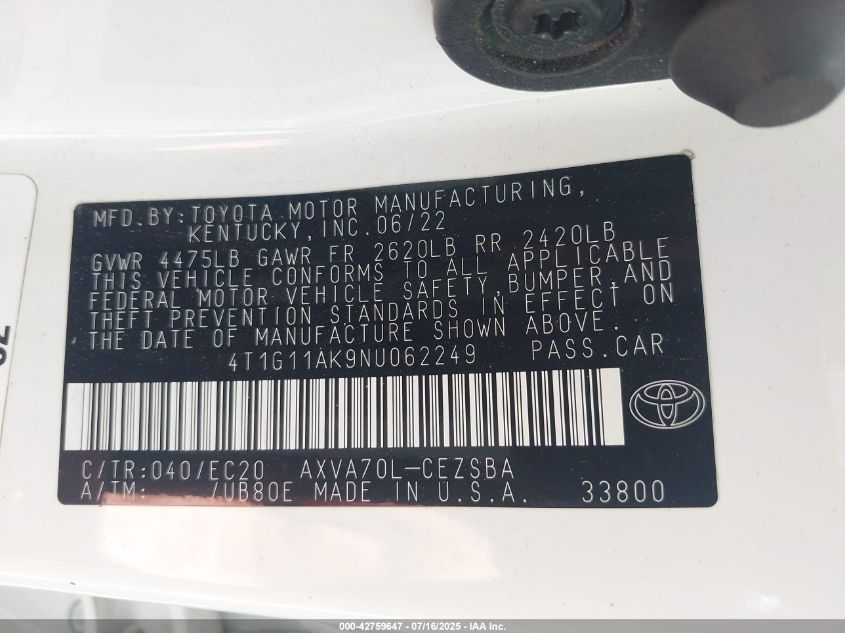 MFD.BY:TOYOTA MOTOR MANUFACTURING,
KENTUCKY,INC.06/22
GVWR 4475LB GAWR FR 2620LB RR 2420LB
THIS VEHICLE CONFORMS TO ALL APPLICABLE
FEDERAL MOTOR VEHICLE SAFETY,BUMPER,AND
THEFT PREVENTION STANDARDS IN EFFECT ON
THE DATE OF MANUFACTURE SHOWN ABOVE.
4T1G11AK9NU062249 PASS.CAR
C/TR:040/EC20 AXVA70L-CEZSBA
A/TM: /UB80E MADE IN U.S.A. 33800
000-42759647 - 07/16/2025 - IAA Inc.